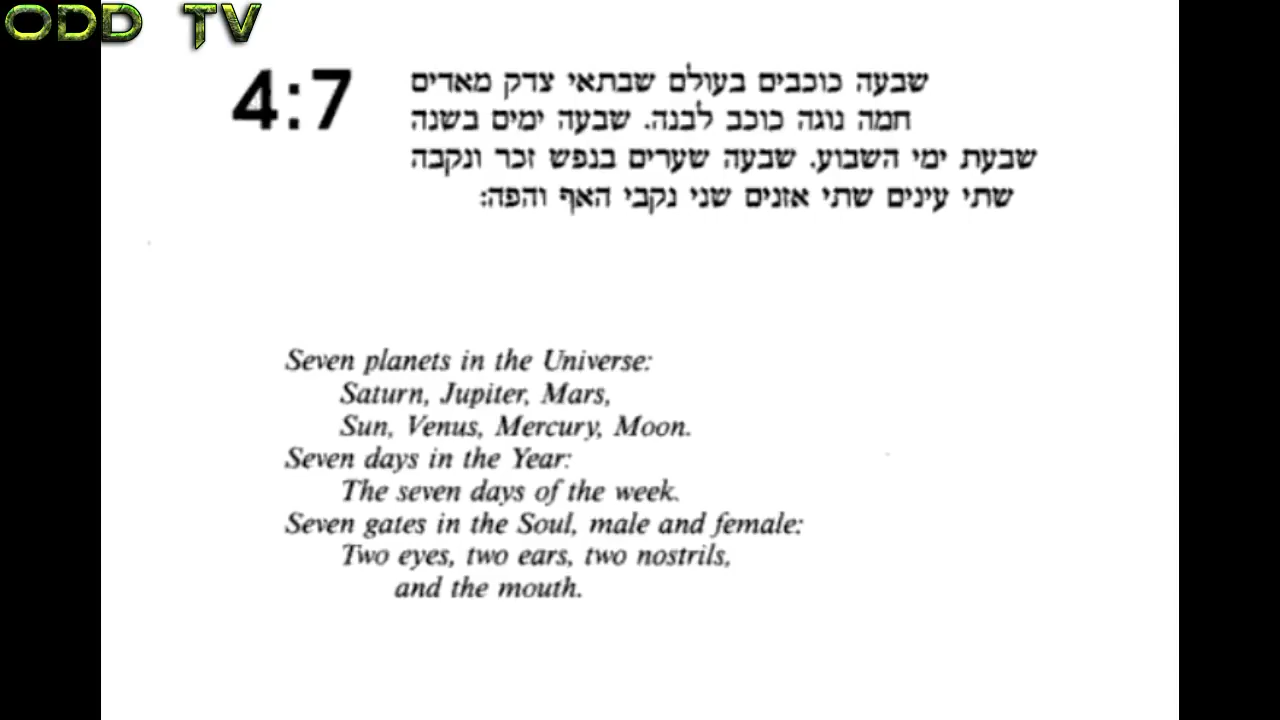 ODD TV
4:7
שבעה כוכבים בעולם שבתאי צדק מאדים
חמה נוגה כוכב לבנה. שבעה ימים בשנה
שבעת ימי השבוע. שבעה שערים בנפש זכר ונקבה
שתי עינים שתי אזנים שני נקבי האף והפה:
Seven planets in the Universe:
Saturn, Jupiter, Mars,
Sun, Venus, Mercury, Moon.
Seven days in the Year:
The seven days of the week.
Seven gates in the Soul, male and female:
Two eyes, two ears, two nostrils,
and the mouth.